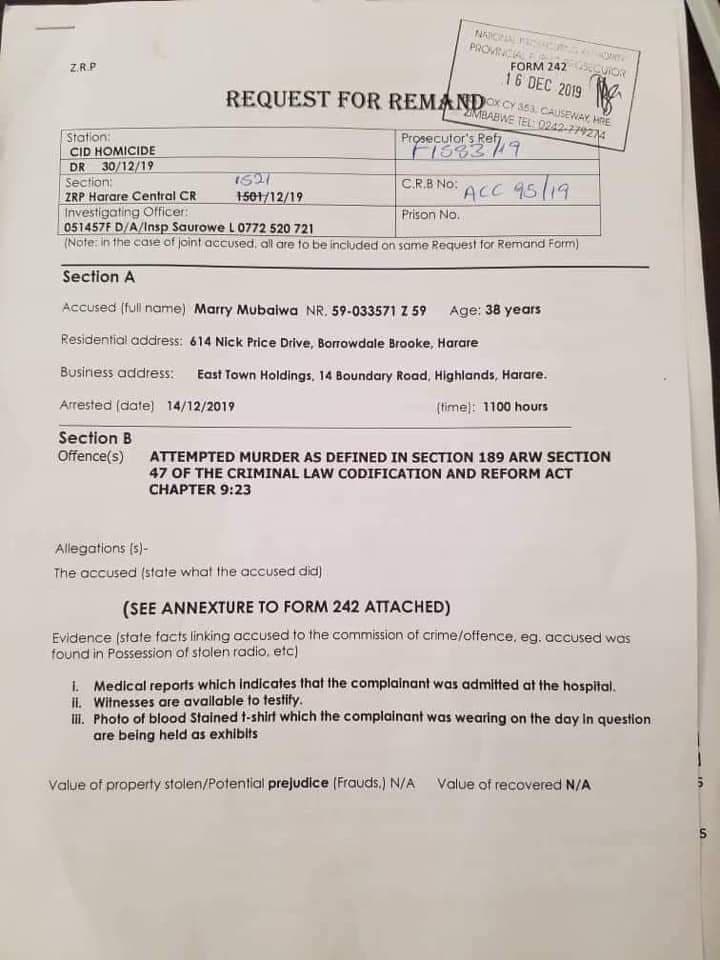 Z.R.P
NATIONAL PROSECUTING AUTHORITY
PROVINCIAL PUBLIC PROSECUTOR
FORM 242
16 DEC 2019
BOX CY 353, CAUSEWAY, HRE
ZIMBABWE TEL: 0242-779274
REQUEST FOR REMAND
Station:
CID HOMICIDE
Prosecutor's Ref:
F1583/19
DR 30/12/19
Section: 1521
ZRP Harare Central CR 1501/12/19
C.R.B No: ACC 95/19
Investigating Officer:
051457F D/A/Insp Saurowe L 0772 520 721
Prison No.
(Note: in the case of joint accused, all are to be included on same Request for Remand Form)
Section A
Accused (full name) Marry Mubaiwa NR. 59-033571 Z 59 Age: 38 years
Residential address: 614 Nick Price Drive, Borrowdale Brooke, Harare
Business address: East Town Holdings, 14 Boundary Road, Highlands, Harare.
Arrested (date) 14/12/2019 (time): 1100 hours
Section B
Offence(s) ATTEMPTED MURDER AS DEFINED IN SECTION 189 ARW SECTION
47 OF THE CRIMINAL LAW CODIFICATION AND REFORM ACT
CHAPTER 9:23
Allegations (s)-
The accused (state what the accused did)
(SEE ANNEXTURE TO FORM 242 ATTACHED)
Evidence (state facts linking accused to the commission of crime/offence, eg. accused was
found in Possession of stolen radio, etc)
i. Medical reports which indicates that the complainant was admitted at the hospital.
ii. Witnesses are available to testify.
iii. Photo of blood Stained t-shirt which the complainant was wearing on the day in question
are being held as exhibits
Value of property stolen/Potential prejudice (Frauds,) N/A Value of recovered N/A